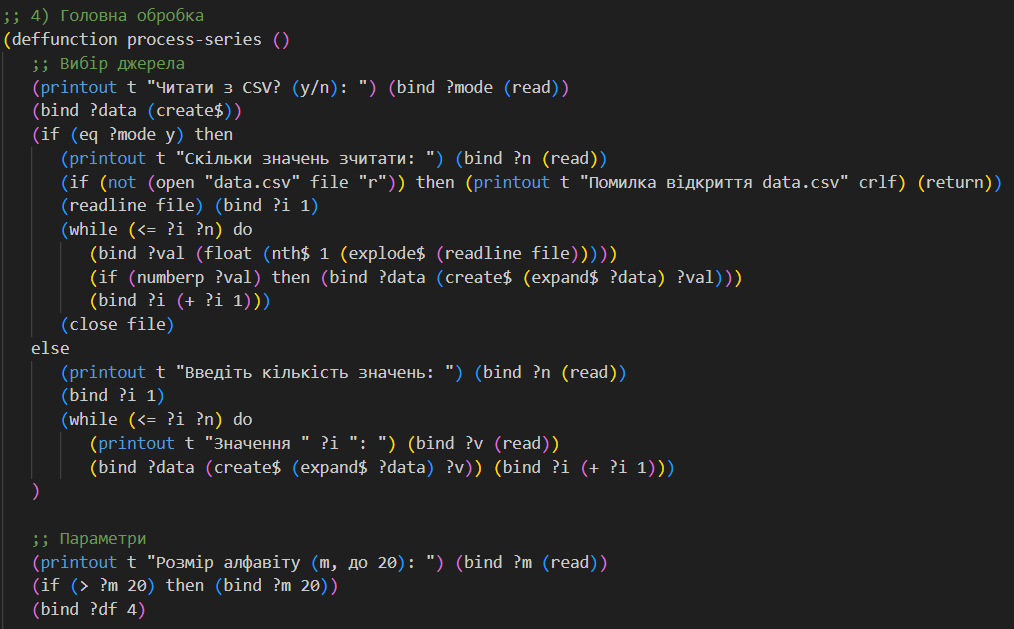 ;; 4) Головна обробка
(deffunction process-series ()
   ;; Вибір джерела
   (printout t "Читати з CSV? (y/n): ") (bind ?mode (read))
   (bind ?data (create$))
   (if (eq ?mode y) then
      (printout t "Скільки значень зчитати: ") (bind ?n (read))
      (if (not (open "data.csv" file "r")) then (printout t "Помилка відкриття data.csv" crlf) (return))
      (readline file) (bind ?i 1)
      (while (<= ?i ?n) do
         (bind ?val (float (nth$ 1 (explode$ (readline file)))))
         (if (numberp ?val) then (bind ?data (create$ (expand$ ?data) ?val)))
         (bind ?i (+ ?i 1)))
      (close file)
   else
      (printout t "Введіть кількість значень: ") (bind ?n (read))
      (bind ?i 1)
      (while (<= ?i ?n) do
         (printout t "Значення " ?i ": ") (bind ?v (read))
         (bind ?data (create$ (expand$ ?data) ?v)) (bind ?i (+ ?i 1)))
   )

   ;; Параметри
   (printout t "Розмір алфавіту (m, до 20): ") (bind ?m (read))
   (if (> ?m 20) then (bind ?m 20))
   (bind ?df 4)